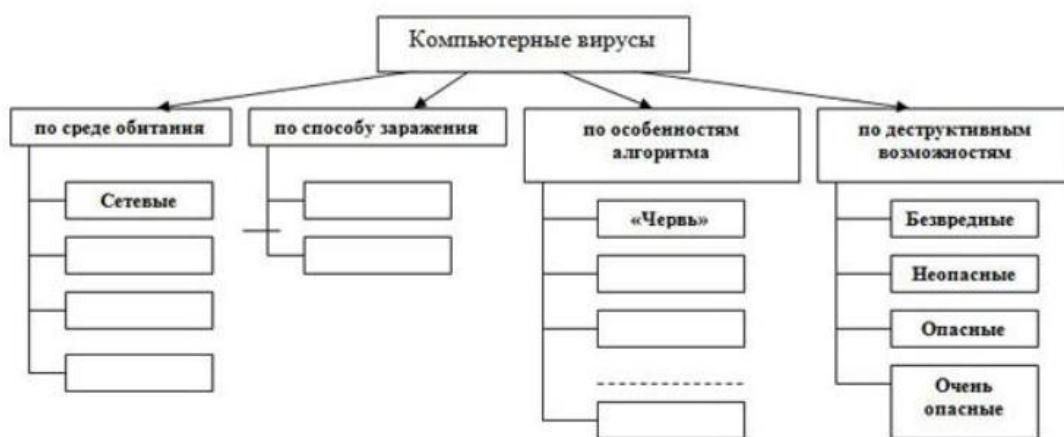 Компьютерные вирусы
по среде обитания
Сетевые
по способу заражения
по особенностям
алгоритма
«Червь»
по деструктивным
возможностям
Безвредные
Неопасные
Опасные
Очень
опасные